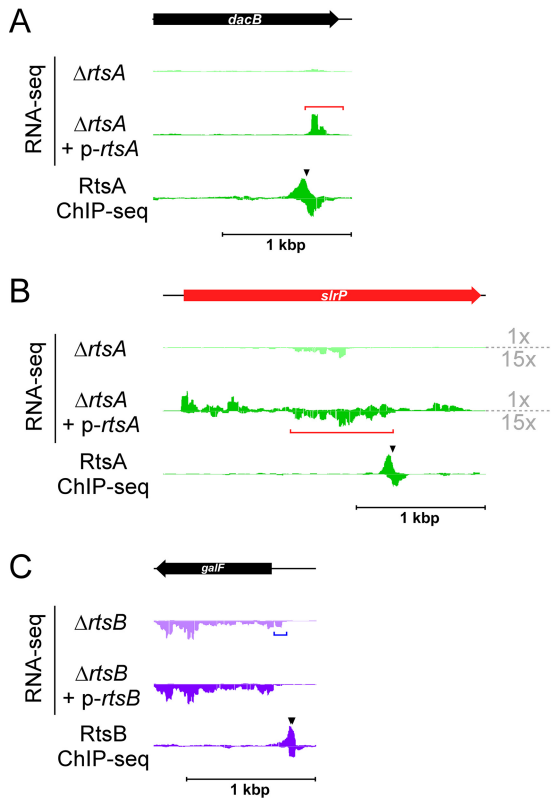 A
dacB
RNA-seq
ΔrtsA
ΔrtsA
+ p-rtsA
RtsA
ChIP-seq
1 kbp
B
slrP
RNA-seq
ΔrtsA
1x
15x
ΔrtsA
+ p-rtsA
1x
15x
RtsA
ChIP-seq
1 kbp
C
galF
RNA-seq
ΔrtsB
ΔrtsB
+ p-rtsB
RtsB
ChIP-seq
1 kbp